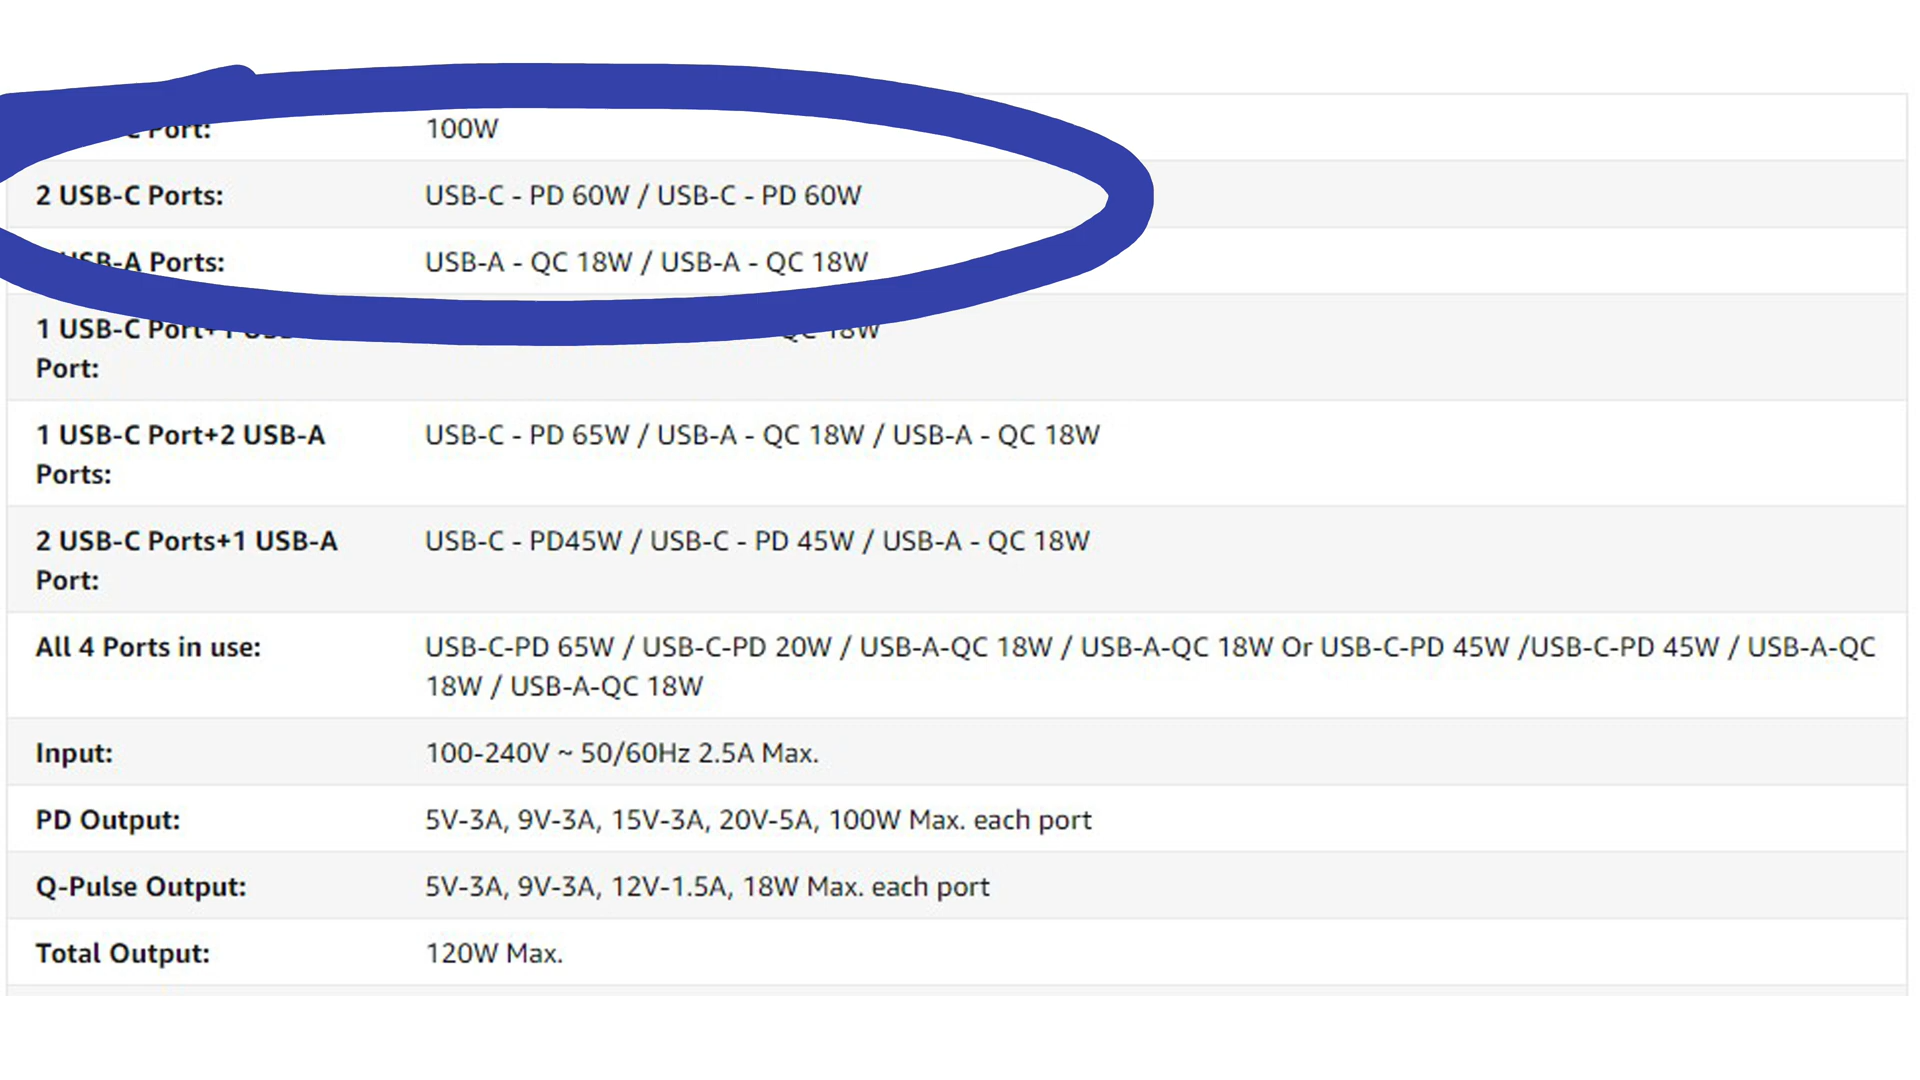 Port: 100W
2 USB-C Ports: USB-C - PD 60W / USB-C - PD 60W
USB-A Ports: USB-A - QC 18W / USB-A - QC 18W
1 USB-C Port+1 QC 18W
Port:
1 USB-C Port+2 USB-A USB-C - PD 65W / USB-A - QC 18W / USB-A - QC 18W
Ports:
2 USB-C Ports+1 USB-A USB-C - PD45W / USB-C - PD 45W / USB-A - QC 18W
Port:
All 4 Ports in use: USB-C-PD 65W / USB-C-PD 20W / USB-A-QC 18W / USB-A-QC 18W Or USB-C-PD 45W /USB-C-PD 45W / USB-A-QC
18W / USB-A-QC 18W
Input: 100-240V ~ 50/60Hz 2.5A Max.
PD Output: 5V-3A, 9V-3A, 15V-3A, 20V-5A, 100W Max. each port
Q-Pulse Output: 5V-3A, 9V-3A, 12V-1.5A, 18W Max. each port
Total Output: 120W Max.